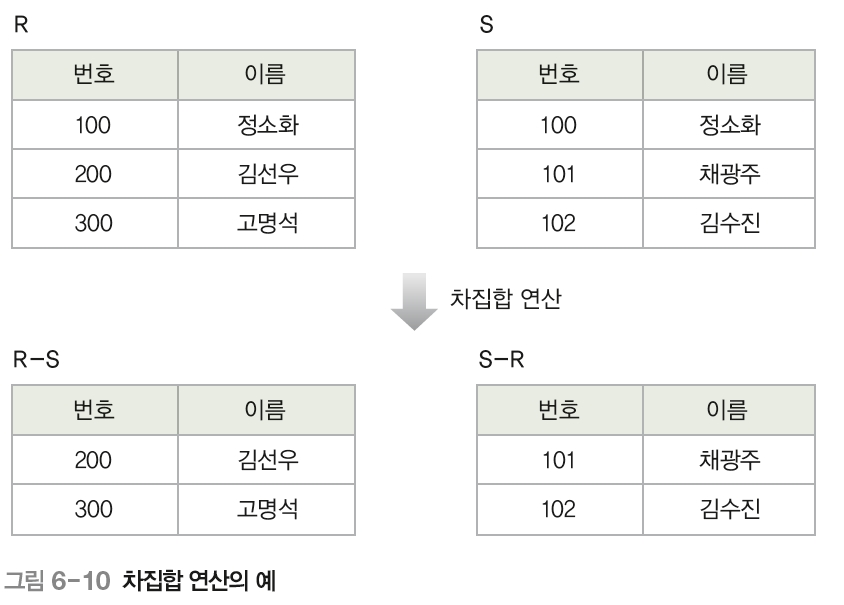 R
번호 이름
100 정소화
200 김선우
300 고명석
S
번호 이름
100 정소화
101 채광주
102 김수진
차집합 연산
R-S
번호 이름
200 김선우
300 고명석
S-R
번호 이름
101 채광주
102 김수진
그림 6-10 차집합 연산의 예